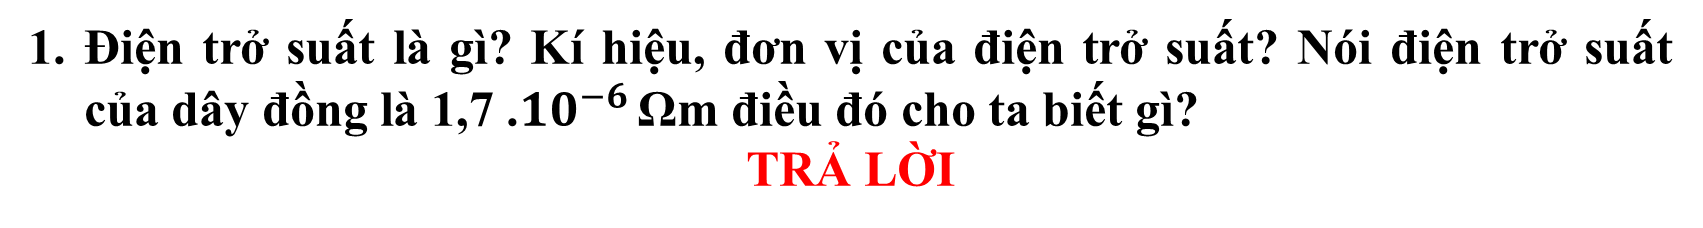 1. Điện trở suất là gì? Kí hiệu, đơn vị của điện trở suất? Nói điện trở suất
của dây đồng là 1,7 .10⁻⁶ Ωm điều đó cho ta biết gì?
TRẢ LỜI